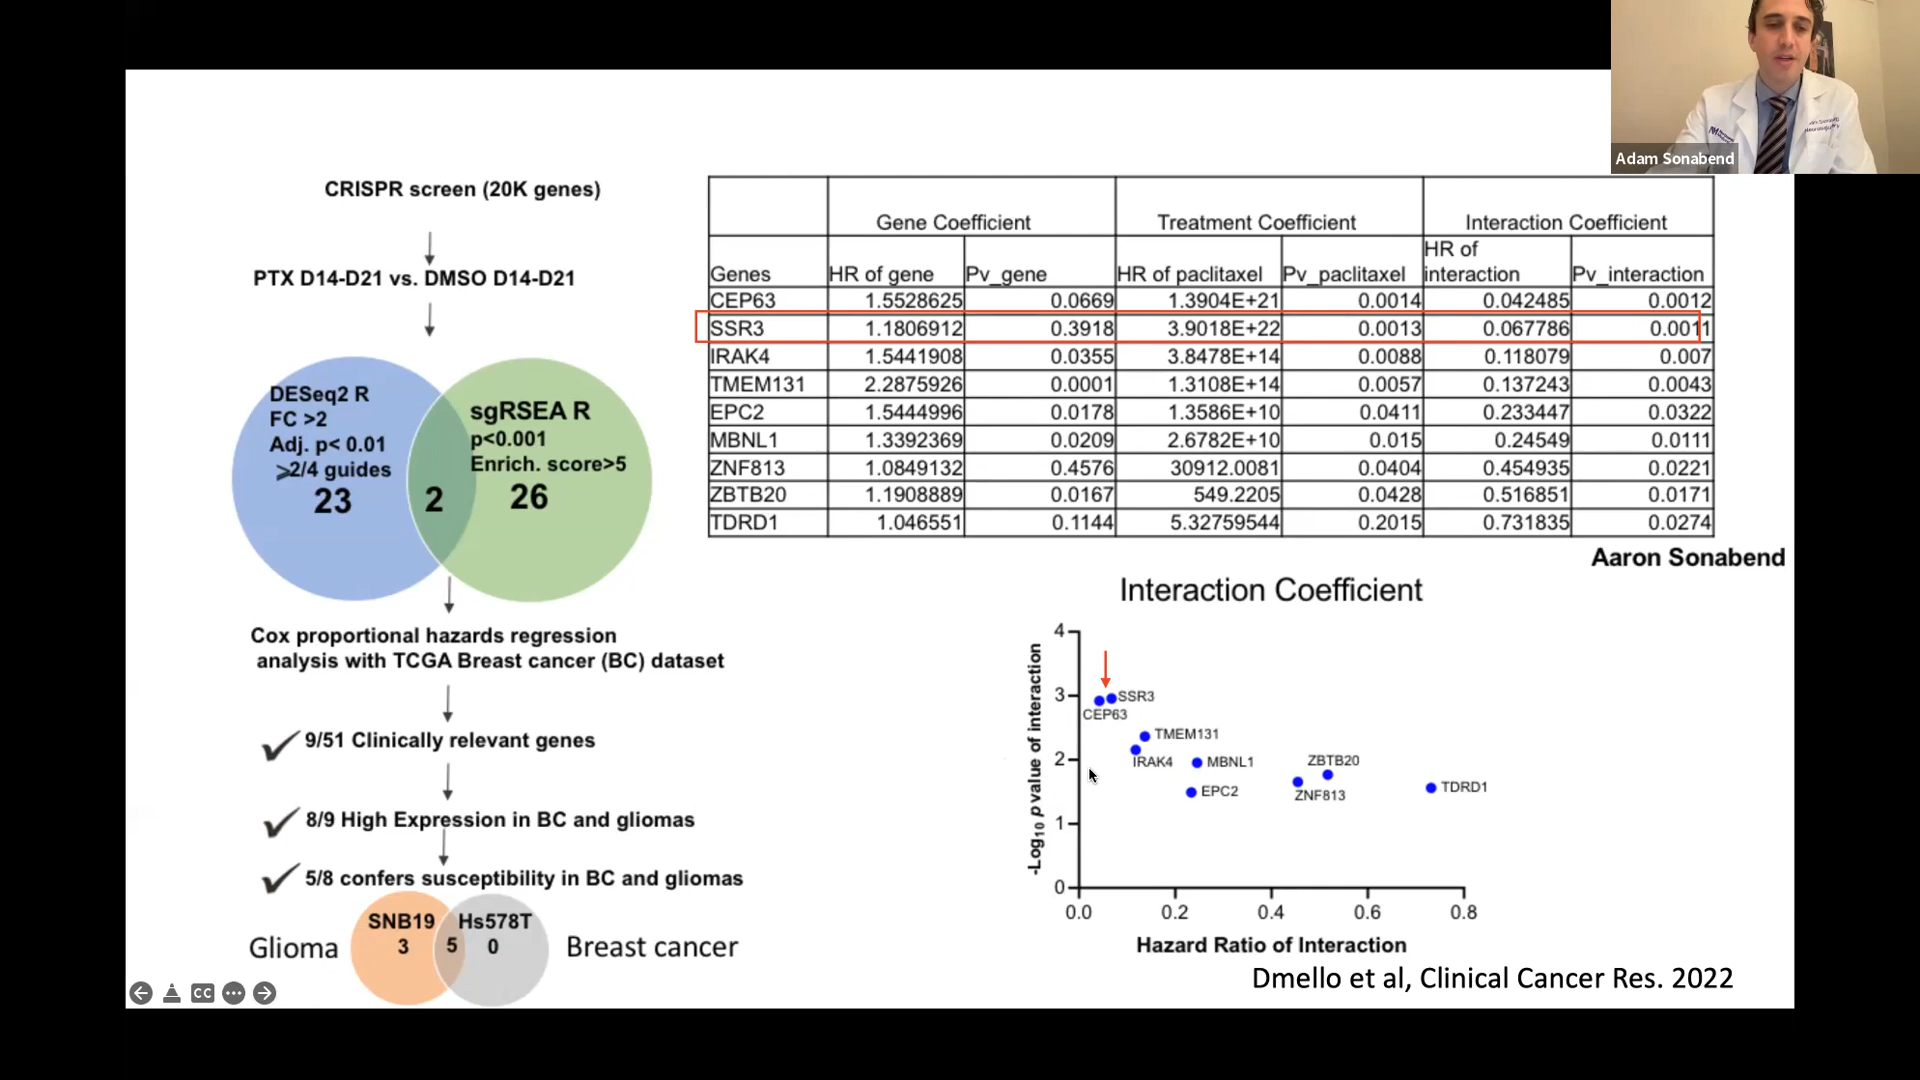 Adam Sonabend
CRISPR screen (20K genes)
PTX D14-D21 vs. DMSO D14-D21
DESeq2 R
FC >2
Adj. p< 0.01
⩾2/4 guides
23
2
sgRSEA R
p<0.001
Enrich. score>5
26
Cox proportional hazards regression
analysis with TCGA Breast cancer (BC) dataset
9/51 Clinically relevant genes
8/9 High Expression in BC and gliomas
5/8 confers susceptibility in BC and gliomas
SNB19 Hs578T
Glioma 3 5 0 Breast cancer
CC
Gene Coefficient Treatment Coefficient Interaction Coefficient
Genes HR of gene Pv_gene HR of paclitaxel Pv_paclitaxel HR of interaction Pv_interaction
CEP63 1.5528625 0.0669 1.3904E+21 0.0014 0.042485 0.0012
SSR3 1.1806912 0.3918 3.9018E+22 0.0013 0.067786 0.0011
IRAK4 1.5441908 0.0355 3.8478E+14 0.0088 0.118079 0.007
TMEM131 2.2875926 0.0001 1.3108E+14 0.0057 0.137243 0.0043
EPC2 1.5444996 0.0178 1.3586E+10 0.0411 0.233447 0.0322
MBNL1 1.3392369 0.0209 2.6782E+10 0.015 0.24549 0.0111
ZNF813 1.0849132 0.4576 30912.0081 0.0404 0.454935 0.0221
ZBTB20 1.1908889 0.0167 549.2205 0.0428 0.516851 0.0171
TDRD1 1.046551 0.1144 5.32759544 0.2015 0.731835 0.0274
Aaron Sonabend
Interaction Coefficient
-Log10 p value of interaction
4
3
2
1
0
SSR3
CEP63
TMEM131
IRAK4
MBNL1
EPC2
ZBTB20
ZNF813
TDRD1
0.0 0.2 0.4 0.6 0.8
Hazard Ratio of Interaction
Dmello et al, Clinical Cancer Res. 2022